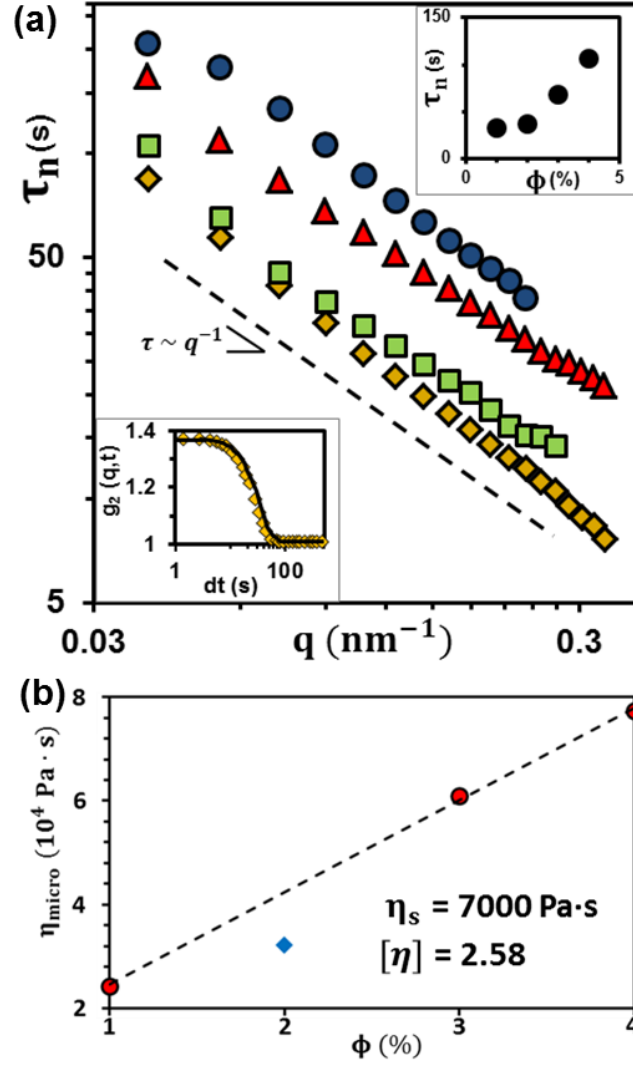 (a)
τn(s)
50
5
0.03
0.3
q (nm⁻¹)
τ ~ q⁻¹
150
τn (s)
0
0
5
ϕ (%)
1.4
1.2
1
g₂ (q,t)
1
100
dt (s)
(b)
8
6
4
2
ηmicro (10⁴ Pa · s)
ηs = 7000 Pa·s
[η] = 2.58
1
2
3
4
ϕ (%)